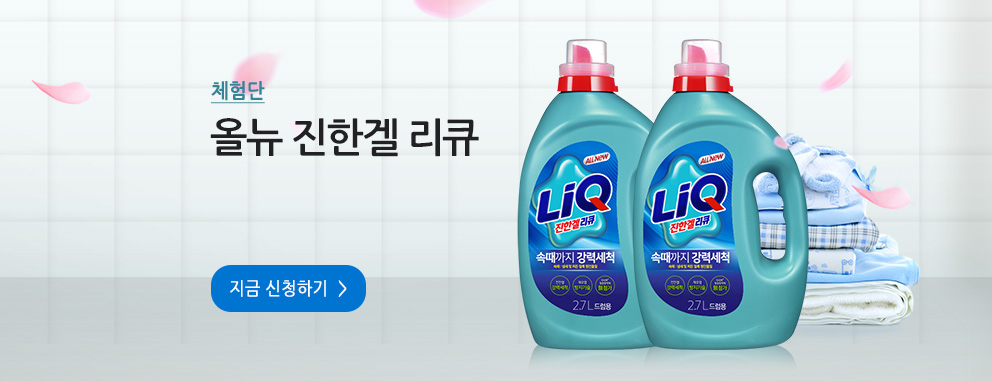 체험단
올뉴 진한겔 리큐
지금 신청하기 >
ALL NEW
LiQ
진한겔 리큐
속때까지 강력세척
2.7L 드럼용
ALL NEW
LiQ
진한겔 리큐
속때까지 강력세척
2.7L 드럼용